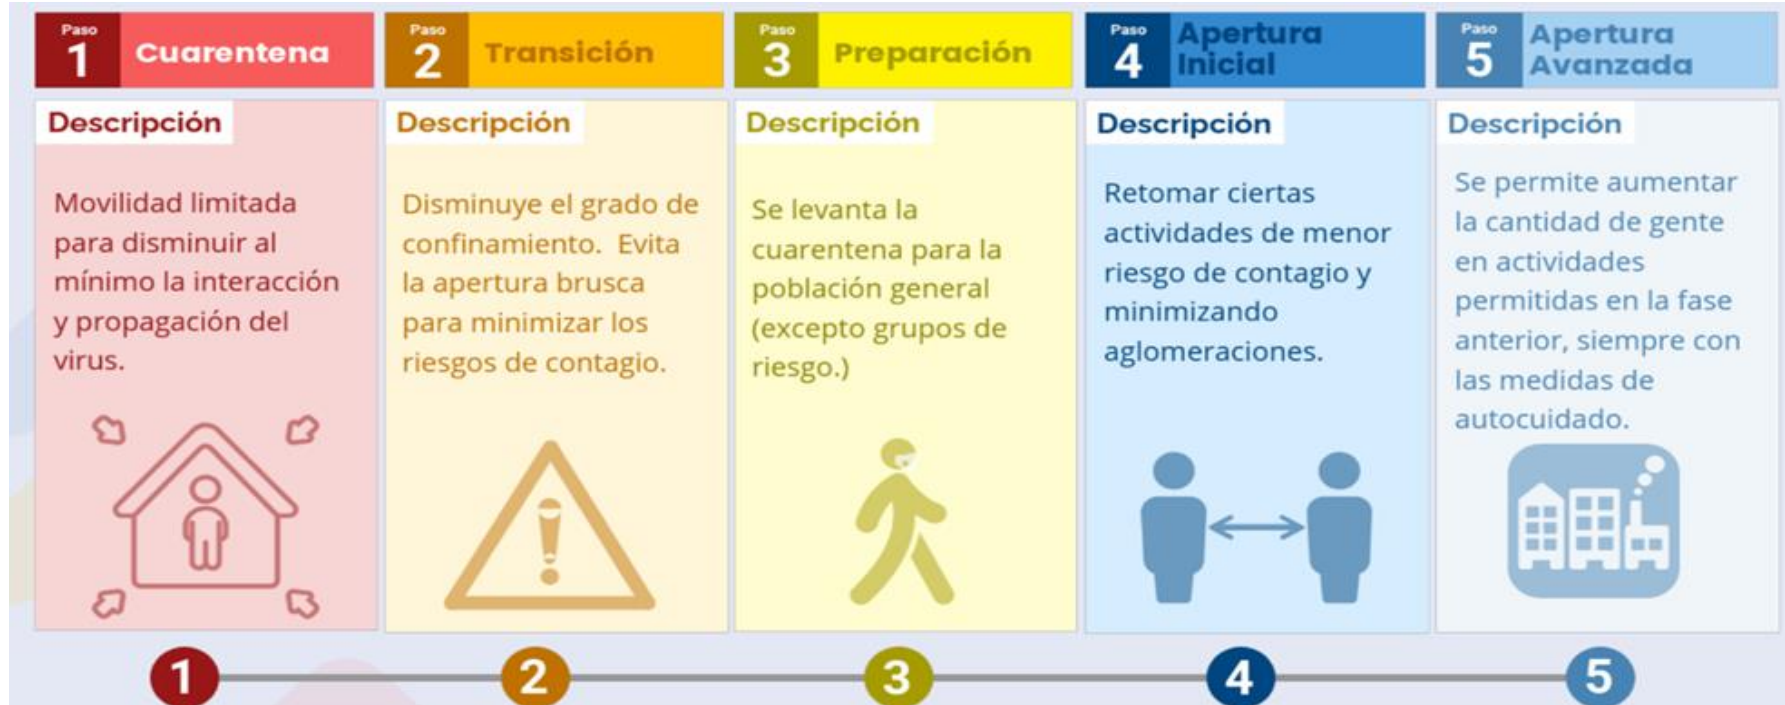 Paso
1
Cuarentena
Descripción
Movilidad limitada
para disminuir al
mínimo la interacción
y propagación del
virus.
Paso
2
Transición
Descripción
Disminuye el grado de
confinamiento. Evita
la apertura brusca
para minimizar los
riesgos de contagio.
Paso
3
Preparación
Descripción
Se levanta la
cuarentena para la
población general
(excepto grupos de
riesgo.)
Paso
4
Apertura
Inicial
Descripción
Retomar ciertas
actividades de menor
riesgo de contagio y
minimizando
aglomeraciones.
Paso
5
Apertura
Avanzada
Descripción
Se permite aumentar
la cantidad de gente
en actividades
permitidas en la fase
anterior, siempre con
las medidas de
autocuidado.
1
2
3
4
5